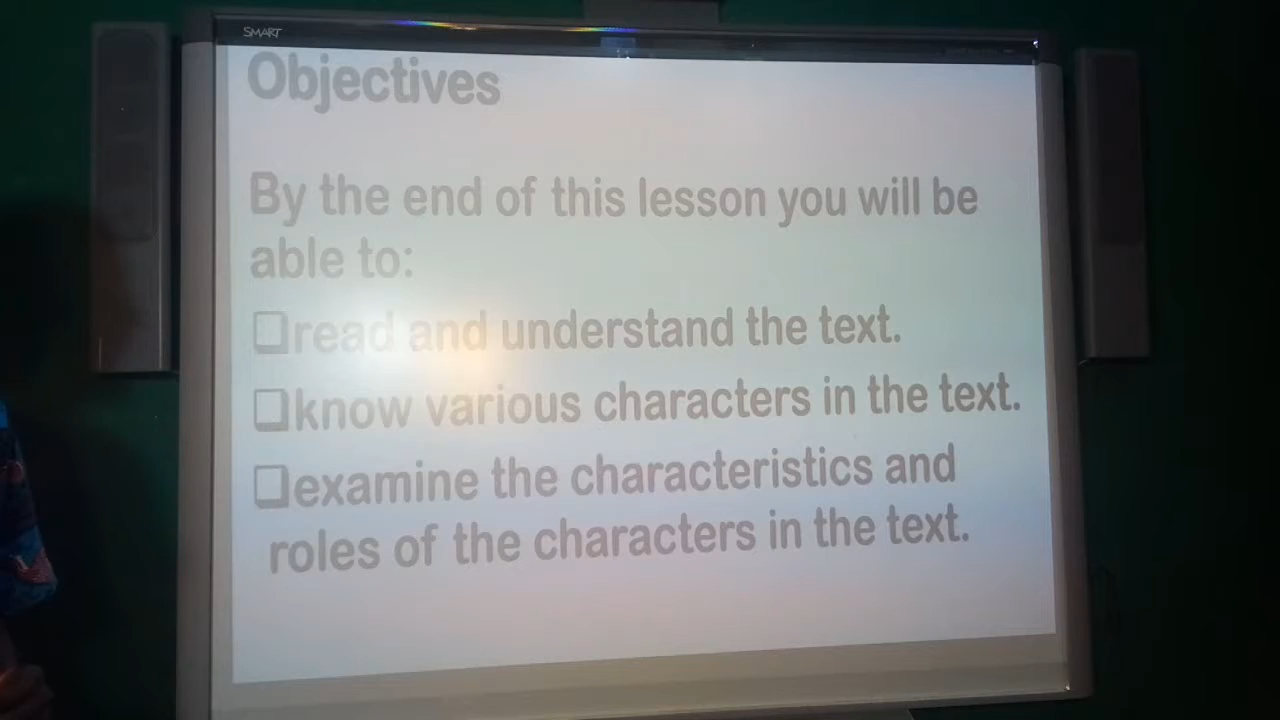 SMART
Objectives
By the end of this lesson you will be
able to:
❑read and understand the text.
❑know various characters in the text.
❑examine the characteristics and
roles of the characters in the text.